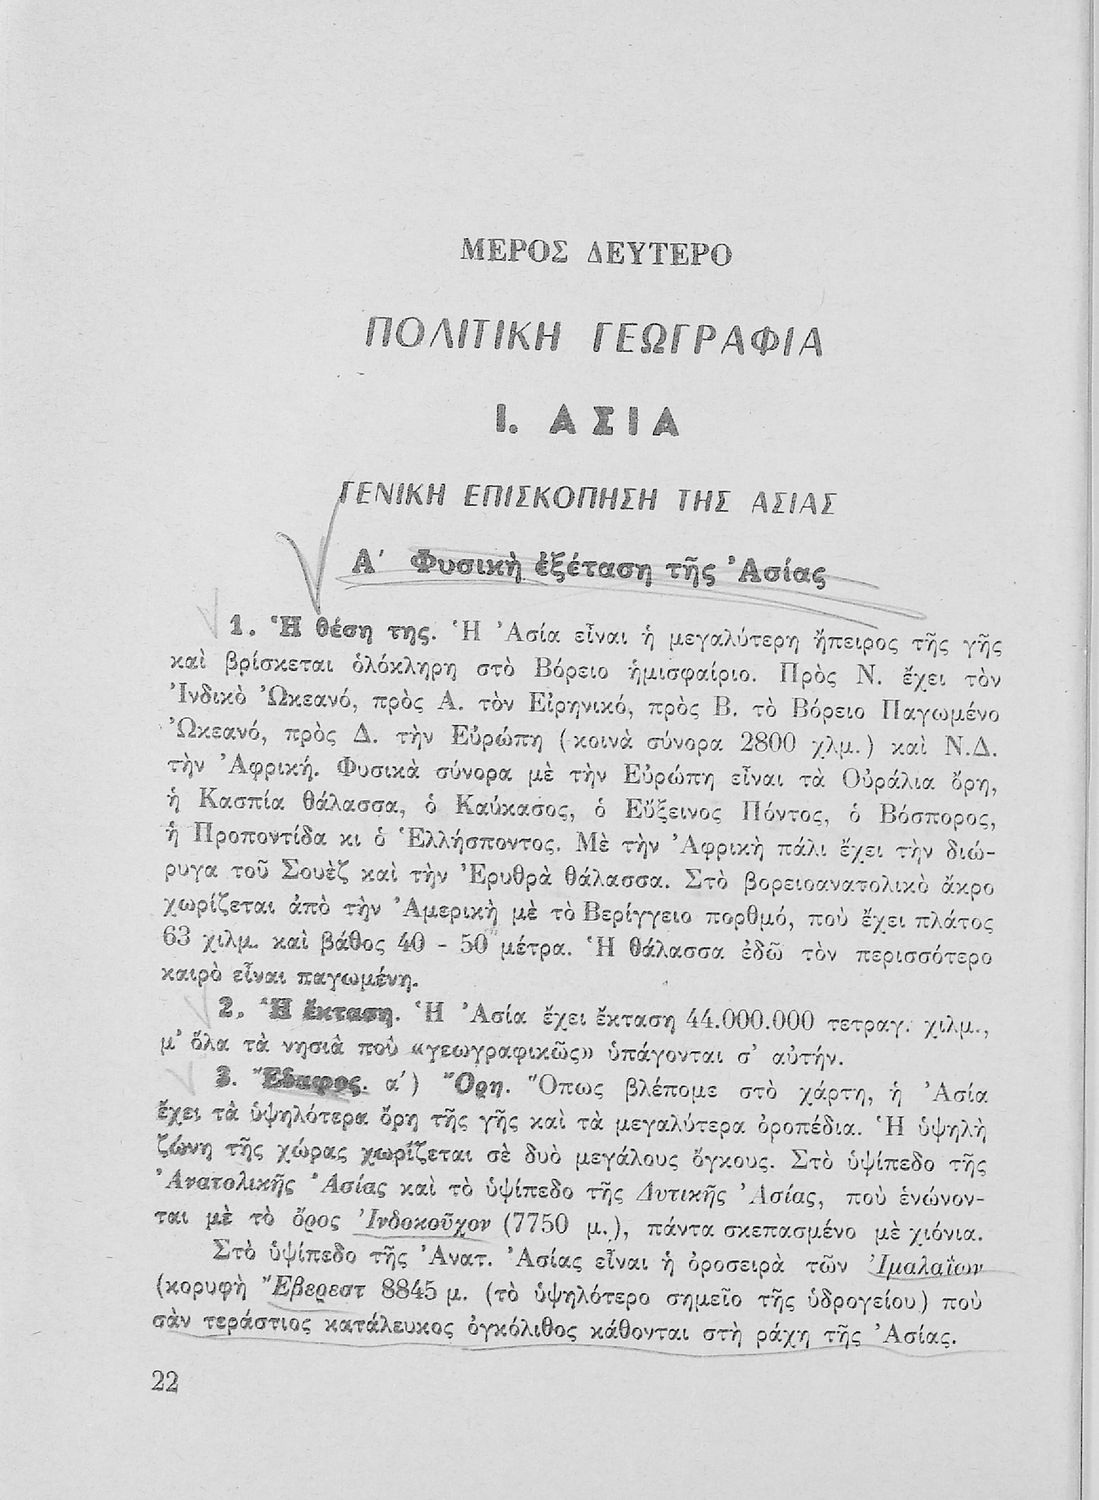 ΜΕΡΟΣ ΔΕΥΤΕΡΟ
ΠΟΛΙΤΙΚΗ ΓΕΩΓΡΑΦΙΑ
Ι. ΑΣΙΑ
ΓΕΝΙΚΗ ΕΠΙΣΚΟΠΗΣΗ ΤΗΣ ΑΣΙΑΣ
Α΄ Φυσικὴ ἐξέταση τῆς Ἀσίας
1. Ἡ θέση της. Ἡ Ἀσία εἶναι ἡ μεγαλύτερη ἤπειρος τῆς γῆς
καὶ βρίσκεται ὁλόκληρη στὸ Βόρειο ἡμισφαίριο. Πρὸς Ν. ἔχει τὸν
Ἰνδικὸ Ὠκεανό, πρὸς Α. τὸν Εἰρηνικό, πρὸς Β. τὸ Βόρειο Παγωμένο
Ὠκεανό, πρὸς Δ. τὴν Εὐρώπη (κοινὰ σύνορα 2800 χλμ.) καὶ Ν.Δ.
τὴν Ἀφρική. Φυσικὰ σύνορα μὲ τὴν Εὐρώπη εἶναι τὰ Οὐράλια ὄρη,
ἡ Κασπία θάλασσα, ὁ Καύκασος, ὁ Εὔξεινος Πόντος, ὁ Βόσπορος,
ἡ Προποντίδα κι ὁ Ἑλλήσποντος. Μὲ τὴν Ἀφρικὴ πάλι ἔχει τὴν διώ-
ρυγα τοῦ Σουὲζ καὶ τὴν Ἐρυθρὰ θάλασσα. Στὸ βορειοανατολικὸ ἄκρο
χωρίζεται ἀπὸ τὴν Ἀμερικὴ μὲ τὸ Βερίγγειο πορθμό, ποὺ ἔχει πλάτος
63 χιλμ. καὶ βάθος 40 - 50 μέτρα. Ἡ θάλασσα ἐδῶ τὸν περισσότερο
καιρὸ εἶναι παγωμένη.
2. Ἡ ἔκταση. Ἡ Ἀσία ἔχει ἔκταση 44.000.000 τετραγ. χιλμ.,
μ' ὅλα τὰ νησιὰ ποὺ «γεωγραφικῶς» ὑπάγονται σ' αὐτήν.
3. Ἔδαφος. α΄) Ὄρη. Ὅπως βλέπομε στὸ χάρτη, ἡ Ἀσία
ἔχει τὰ ὑψηλότερα ὄρη τῆς γῆς καὶ τὰ μεγαλύτερα ὀροπέδια. Ἡ ὑψηλὴ
ζώνη τῆς χώρας χωρίζεται σὲ δυὸ μεγάλους ὄγκους. Στὸ ὑψίπεδο τῆς
Ἀνατολικῆς Ἀσίας καὶ τὸ ὑψίπεδο τῆς Δυτικῆς Ἀσίας, ποὺ ἑνώνον-
ται μὲ τὸ ὄρος Ἰνδοκοῦχον (7750 μ.), πάντα σκεπασμένο μὲ χιόνια.
Στὸ ὑψίπεδο τῆς Ἀνατ. Ἀσίας εἶναι ἡ ὀροσειρὰ τῶν Ἰμαλαΐων
(κορυφὴ Ἔβερεστ 8845 μ. (τὸ ὑψηλότερο σημεῖο τῆς ὑδρογείου) ποὺ
σὰν τεράστιος κατάλευκος ὀγκόλιθος κάθονται στὴ ράχη τῆς Ἀσίας.
22